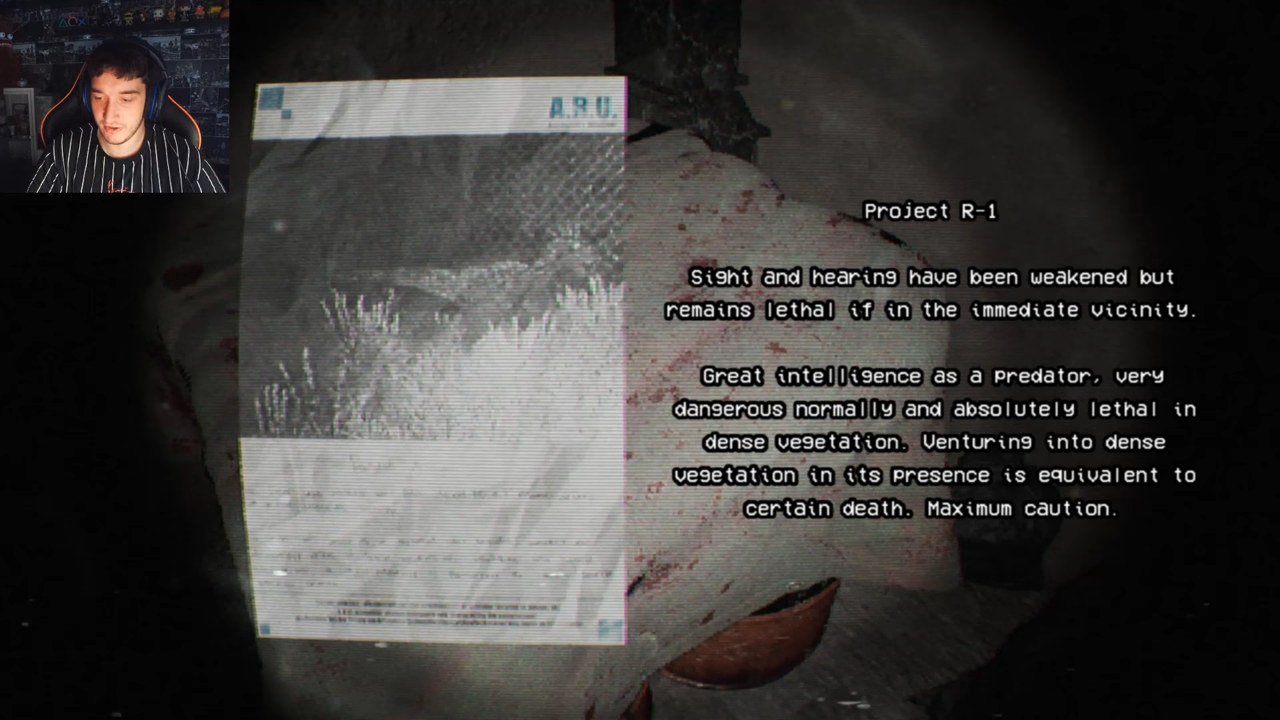 A.R.U.
Project R-1
Sight and hearing have been weakened but
remains lethal if in the immediate vicinity.
Great intelligence as a predator, very
dangerous normally and absolutely lethal in
dense vegetation. Venturing into dense
vegetation in its presence is equivalent to
certain death. Maximum caution.